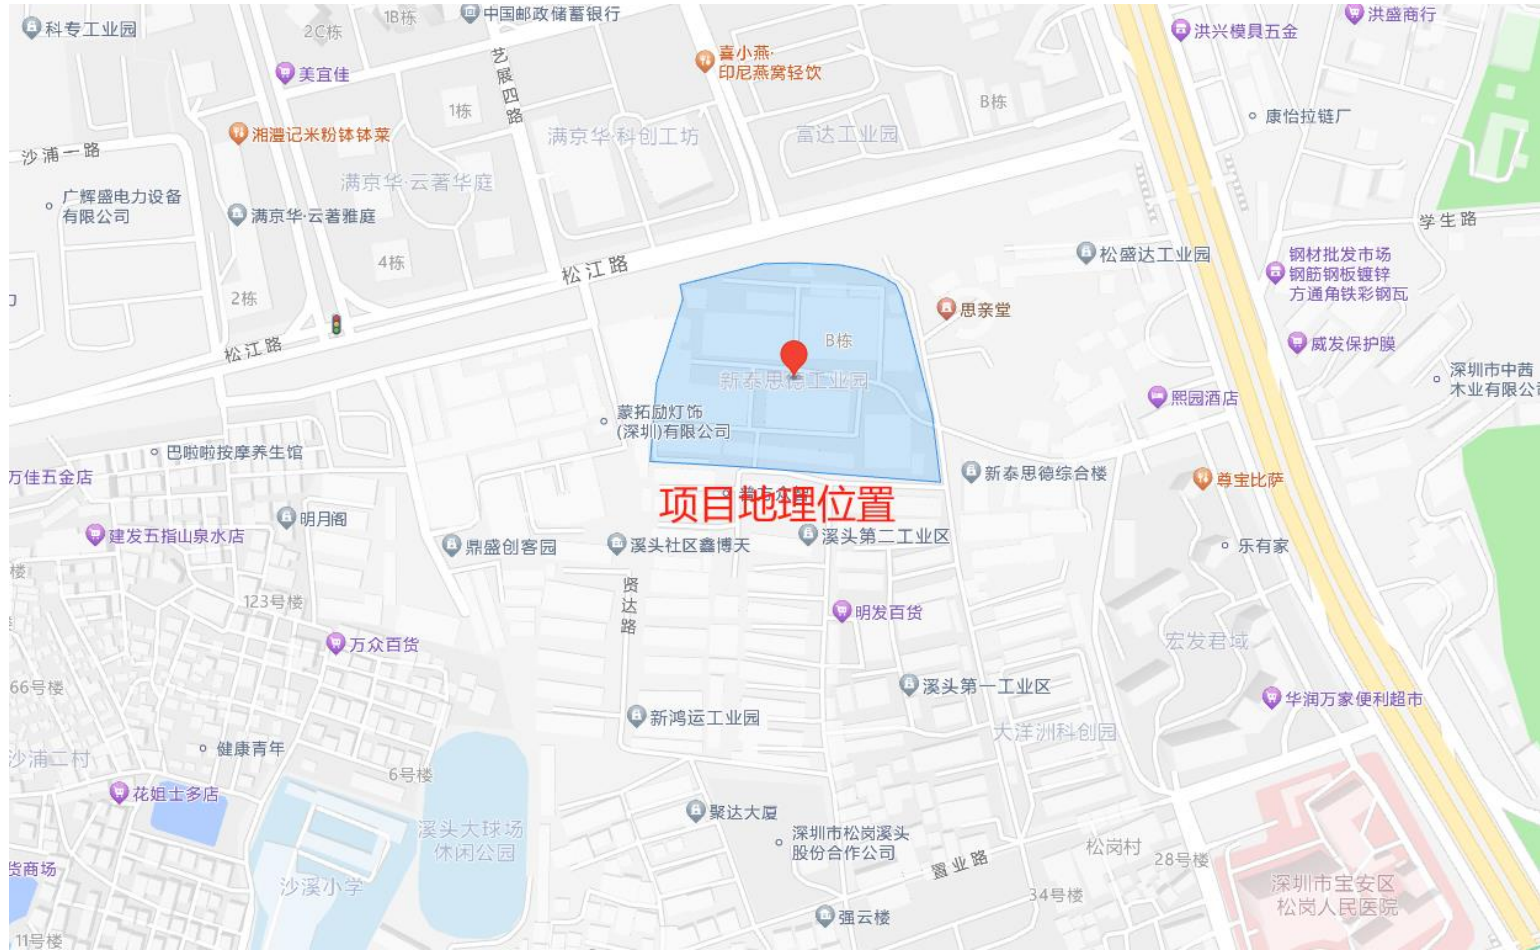 科专工业园
2C栋
1B栋
中国邮政储蓄银行
洪兴模具五金
洪盛商行
美宜佳
艺展四路
喜小燕·
印尼燕窝轻饮
1栋
B栋
康怡拉链厂
湘澧记米粉钵钵菜
满京华·科创工坊
富达工业园
沙浦一路
满京华·云著华庭
广辉盛电力设备
有限公司
满京华·云著雅庭
学生路
4栋
松江路
松盛达工业园
钢材批发市场
钢筋钢板镀锌
方通角铁彩钢瓦
2栋
思亲堂
松江路
B栋
威发保护膜
新泰思德工业园
深圳市中茜
木业有限公
熙园酒店
蒙拓励灯饰
(深圳)有限公司
巴啦啦按摩养生馆
万佳五金店
新泰思德综合楼
尊宝比萨
项目地理位置
明月阁
建发五指山泉水店
鼎盛创客园
溪头社区鑫博天
溪头第二工业区
乐有家
楼
贤达路
123号楼
明发百货
万众百货
宏发君域
66号楼
溪头第一工业区
华润万家便利超市
新鸿运工业园
大洋洲科创园
沙浦二村
健康青年
6号楼
花姐士多店
聚达大厦
溪头大球场
休闲公园
深圳市松岗溪头
股份合作公司
松岗村
28号楼
置业路
货商场
沙溪小学
34号楼
深圳市宝安区
松岗人民医院
强云楼
11号楼